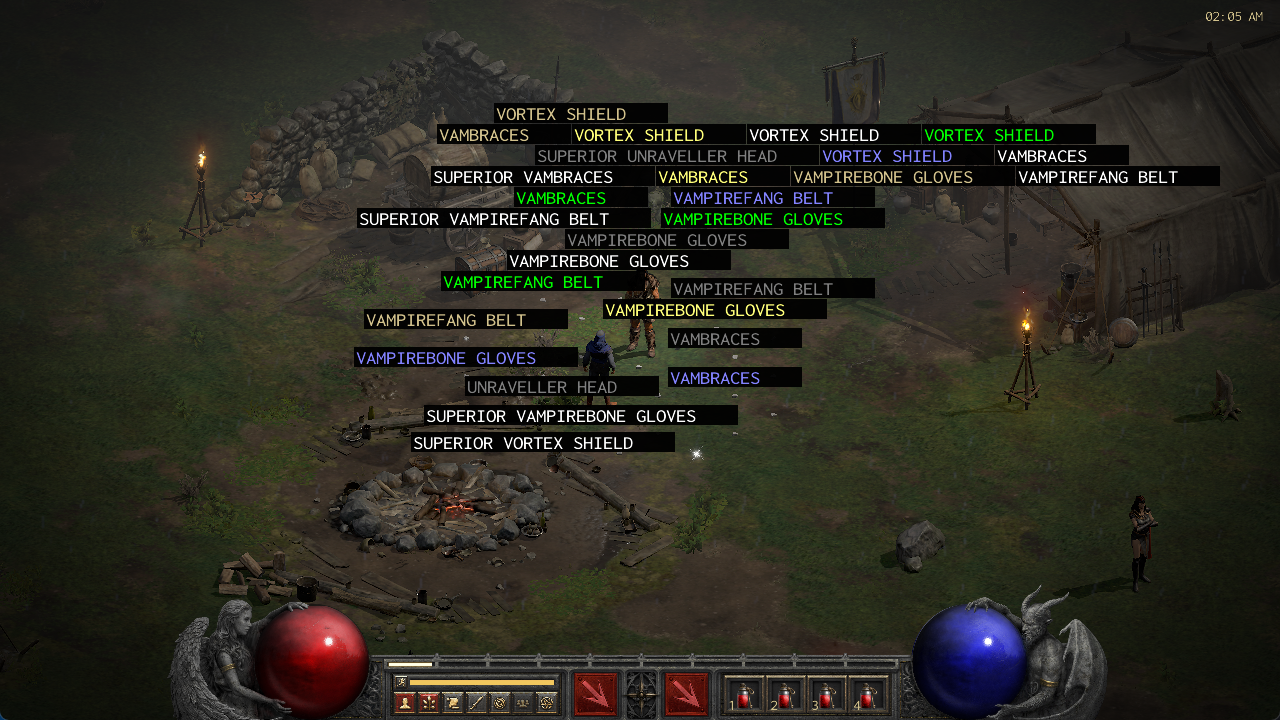 02:05 AM
VORTEX SHIELD
VAMBRACES VORTEX SHIELD VORTEX SHIELD VORTEX SHIELD
SUPERIOR UNRAVELLER HEAD VORTEX SHIELD VAMBRACES
SUPERIOR VAMBRACES VAMBRACES VAMPIREBONE GLOVES VAMPIREFANG BELT
VAMBRACES VAMPIREFANG BELT
SUPERIOR VAMPIREFANG BELT VAMPIREBONE GLOVES
VAMPIREBONE GLOVES
VAMPIREBONE GLOVES
VAMPIREFANG BELT VAMPIREFANG BELT
VAMPIREBONE GLOVES
VAMPIREFANG BELT
VAMBRACES
VAMPIREBONE GLOVES
VAMBRACES
UNRAVELLER HEAD
SUPERIOR VAMPIREBONE GLOVES
SUPERIOR VORTEX SHIELD
1 2 3 4